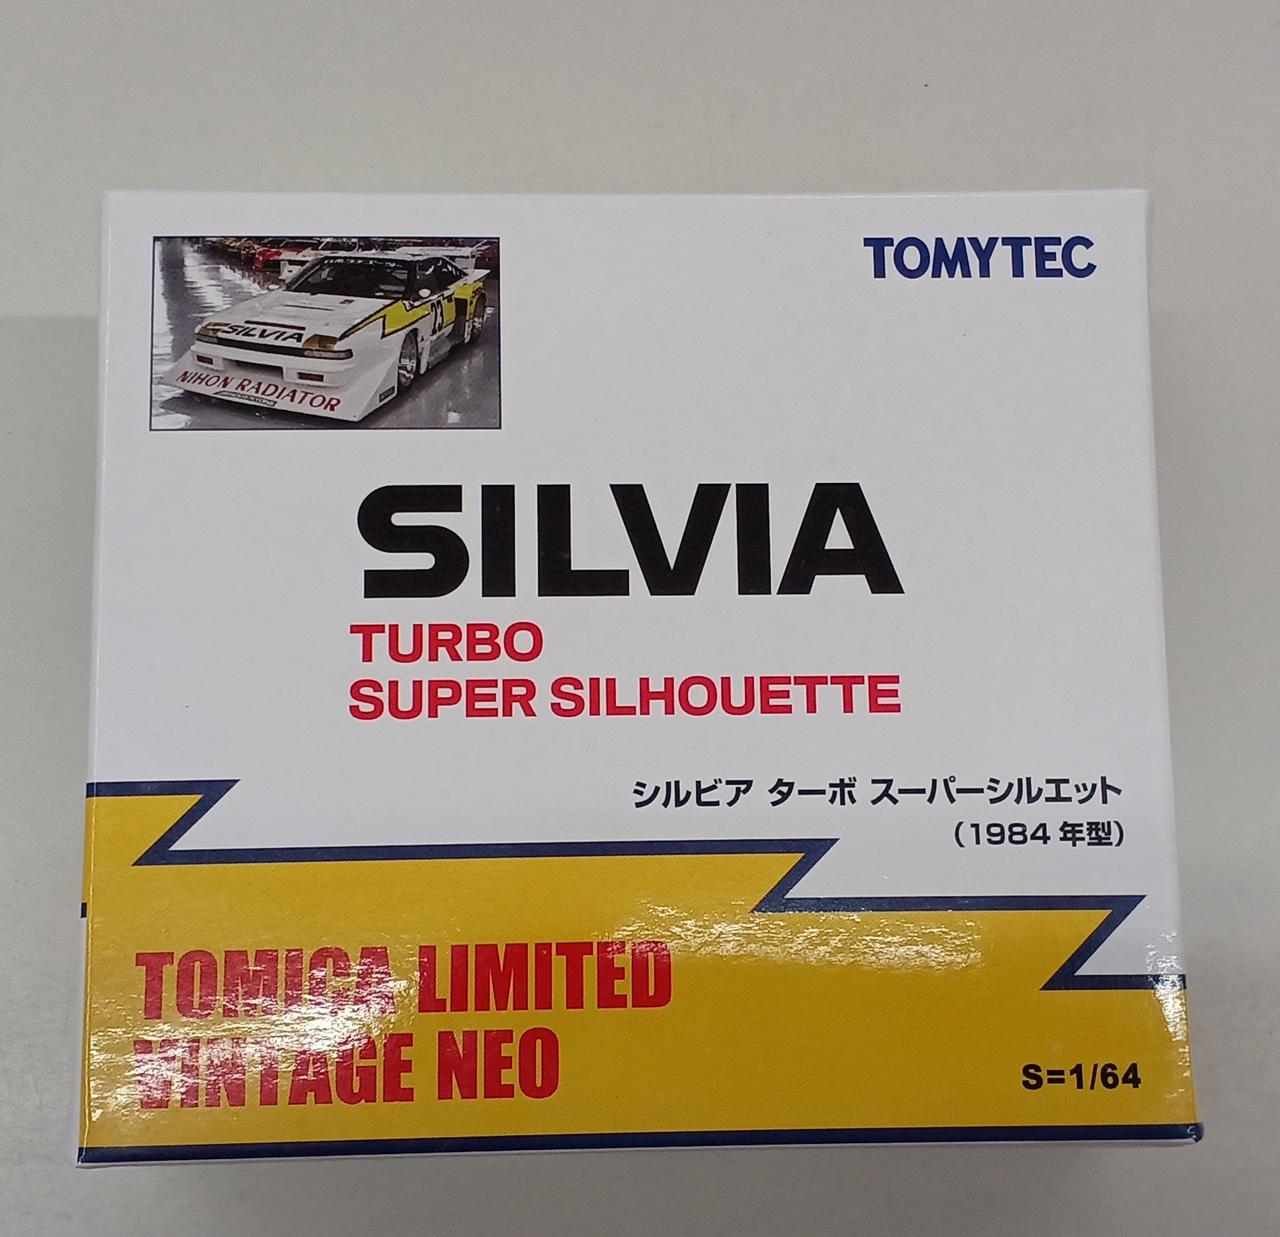 TOMYTEC
23
SILVIA
NIHON RADIATOR
SILVIA
TURBO
SUPER SILHOUETTE
シルビア ターボ スーパーシルエット
（1984 年型）
TOMICA LIMITED
VINTAGE NEO
S=1/64